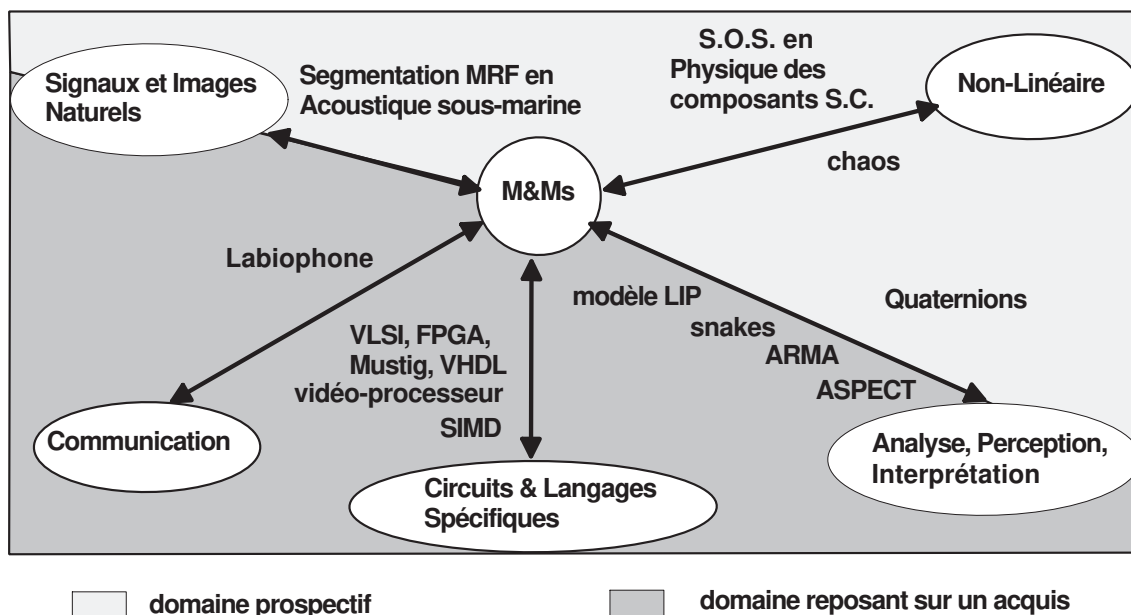 Signaux et Images
Naturels
Segmentation MRF en
Acoustique sous-marine
S.O.S. en
Physique des
composants S.C.
Non-Linéaire
chaos
M&Ms
Labiophone
modèle LIP
snakes
ARMA
ASPECT
Quaternions
VLSI, FPGA,
Mustig, VHDL
vidéo-processeur
SIMD
Communication
Circuits & Langages
Spécifiques
Analyse, Perception,
Interprétation
domaine prospectif
domaine reposant sur un acquis